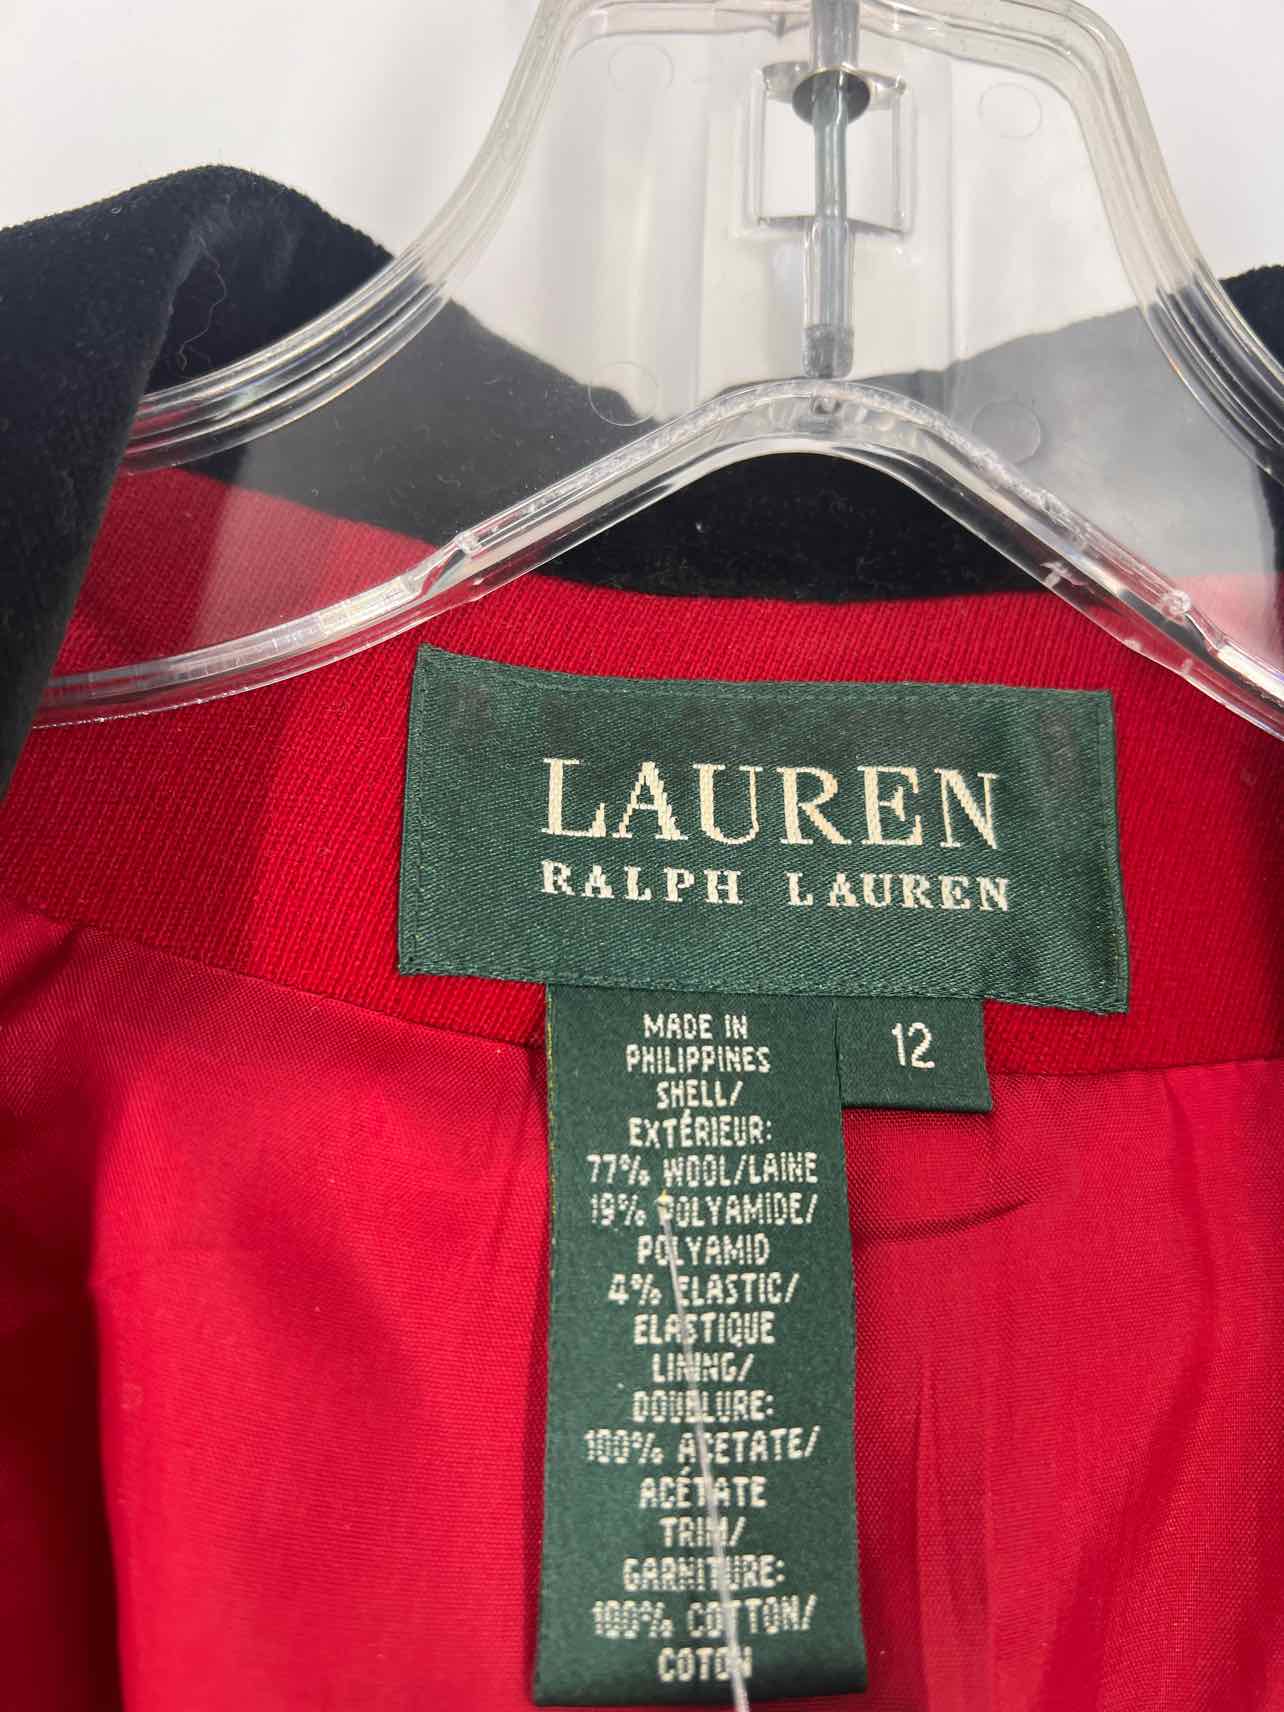 LAUREN
RALPH LAUREN
12
MADE IN
PHILIPPINES
SHELL/
EXTÉRIEUR:
77% WOOL/LAINE
19% POLYAMIDE/
POLYAMID
4% ELASTIC/
ELASTIQUE
LINING/
DOUBLURE:
100% ACETATE/
ACÉTATE
TRIM/
GARNITURE:
100% COTTON/
COTON